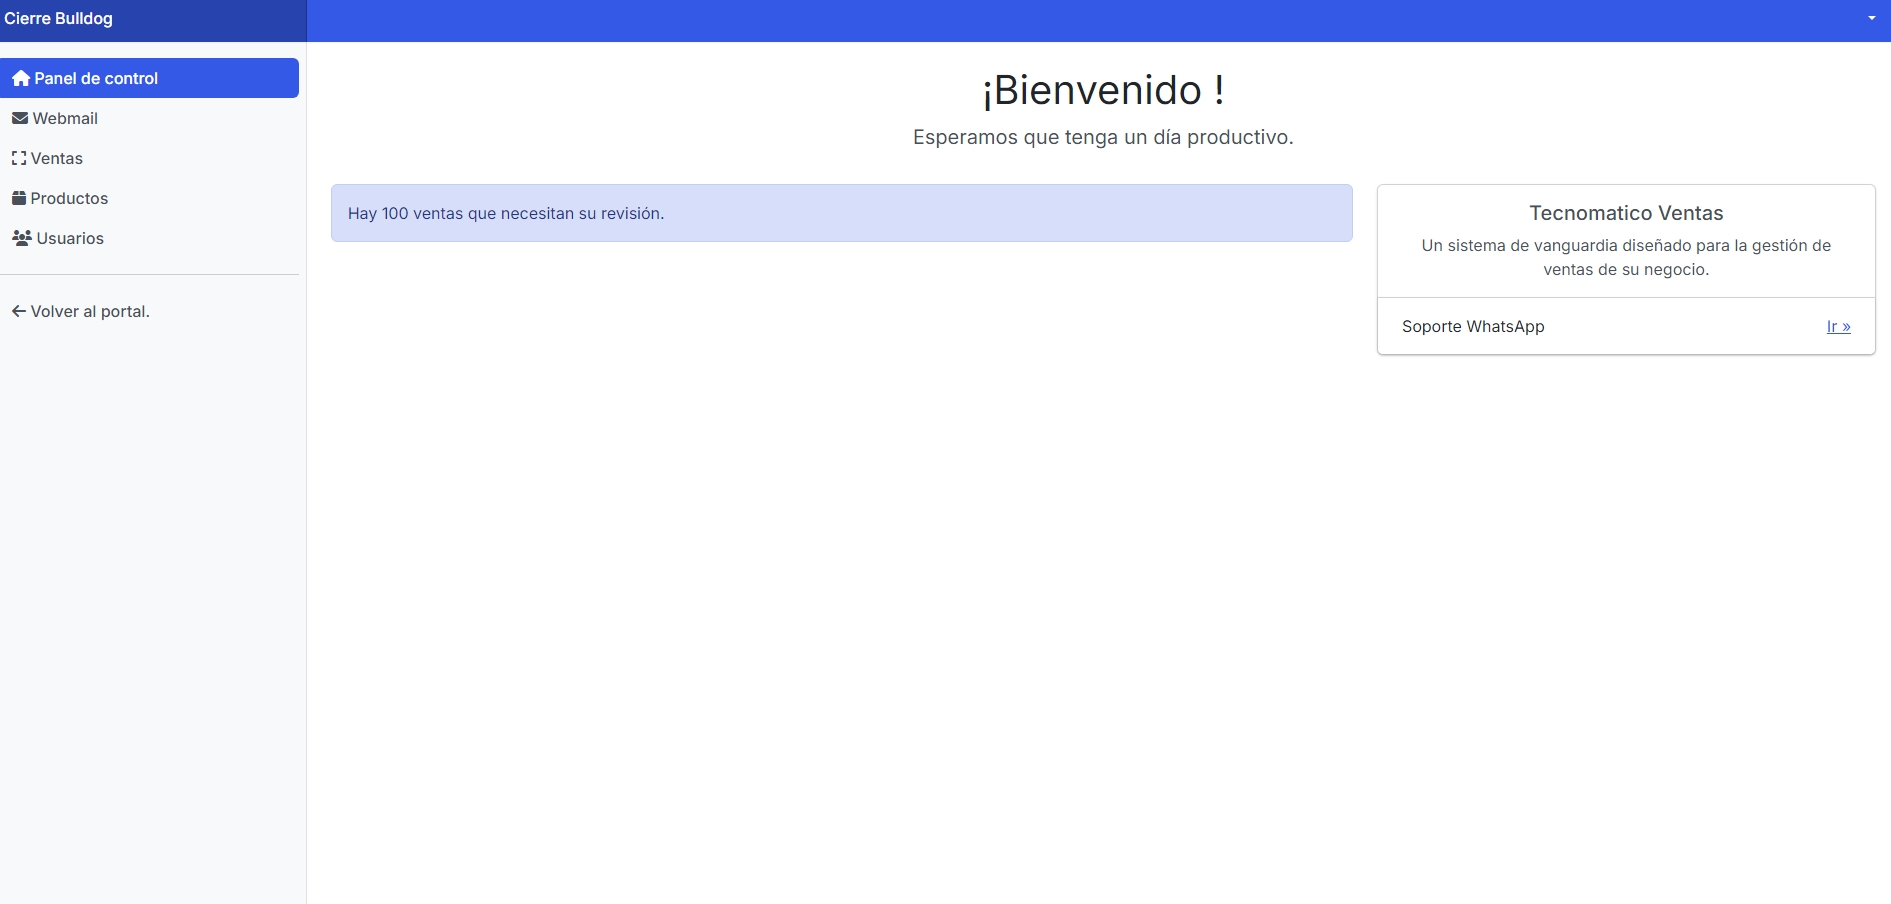 Cierre Bulldog
Panel de control
Webmail
Ventas
Productos
Usuarios
Volver al portal.
¡Bienvenido !
Esperamos que tenga un día productivo.
Hay 100 ventas que necesitan su revisión.
Tecnomatico Ventas
Un sistema de vanguardia diseñado para la gestión de
ventas de su negocio.
Soporte WhatsApp
Ir »